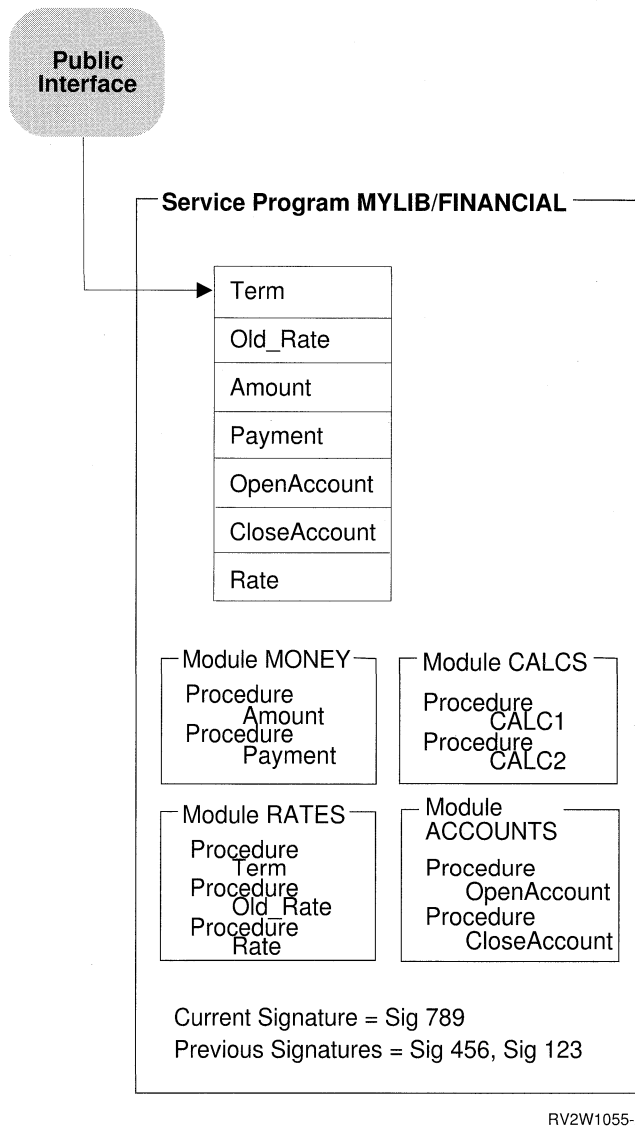 Public
Interface
Service Program MYLIB/FINANCIAL
Term
Old_Rate
Amount
Payment
OpenAccount
CloseAccount
Rate
Module MONEY
Procedure
Amount
Procedure
Payment
Module CALCS
Procedure
CALC1
Procedure
CALC2
Module RATES
Procedure
Term
Procedure
Old_Rate
Procedure
Rate
Module
ACCOUNTS
Procedure
OpenAccount
Procedure
CloseAccount
Current Signature = Sig 789
Previous Signatures = Sig 456, Sig 123
RV2W1055-